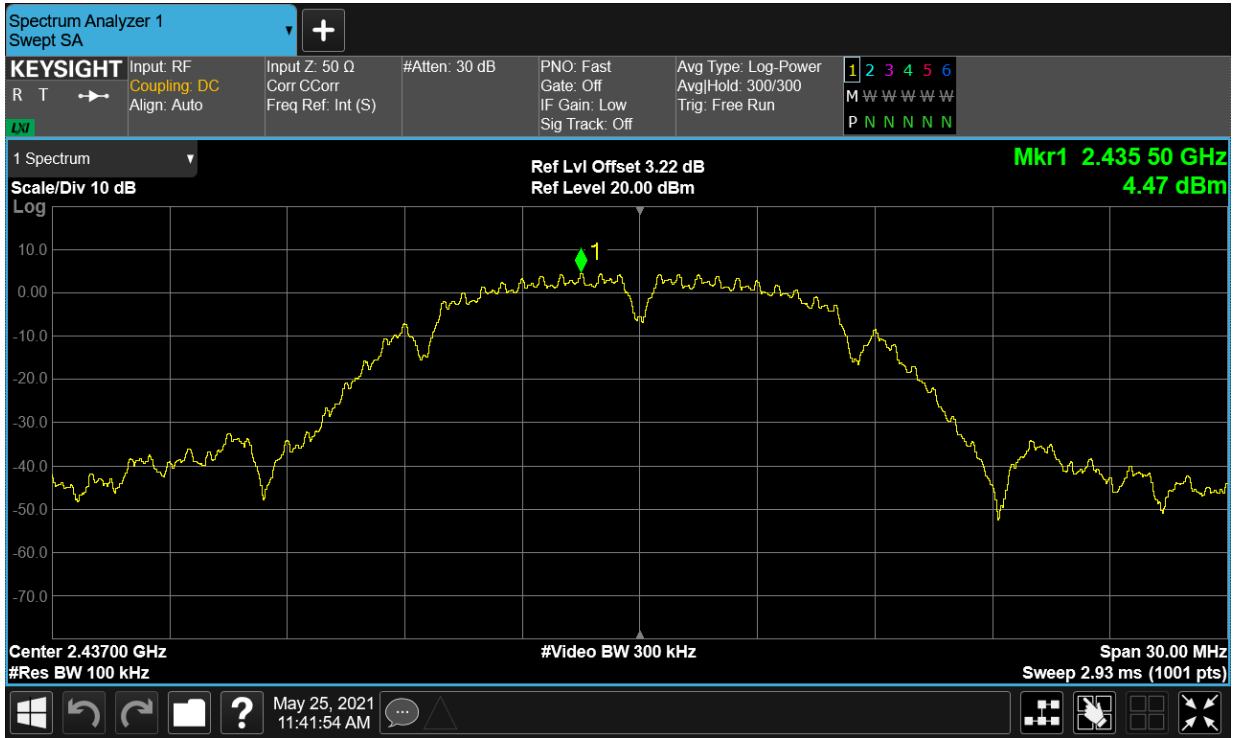 Spectrum Analyzer 1
Swept SA
KEYSIGHT
R T
LXI
Input: RF
Coupling: DC
Align: Auto
Input Z: 50 Ω
Corr CCorr
Freq Ref: Int (S)
#Atten: 30 dB
PNO: Fast
Gate: Off
IF Gain: Low
Sig Track: Off
Avg Type: Log-Power
Avg|Hold: 300/300
Trig: Free Run
1 2 3 4 5 6
M W W W W W
P N N N N N
1 Spectrum
Scale/Div 10 dB
Log
Ref Lvl Offset 3.22 dB
Ref Level 20.00 dBm
Mkr1 2.435 50 GHz
4.47 dBm
1
10.0
0.00
-10.0
-20.0
-30.0
-40.0
-50.0
-60.0
-70.0
Center 2.43700 GHz
#Res BW 100 kHz
#Video BW 300 kHz
Span 30.00 MHz
Sweep 2.93 ms (1001 pts)
?
May 25, 2021
11:41:54 AM